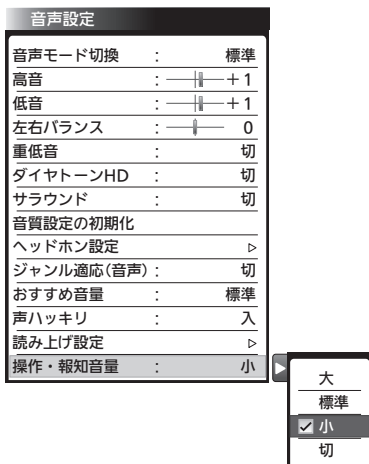 音声設定
音声モード切換 : 標準
高音 : +1
低音 : +1
左右バランス : 0
重低音 : 切
ダイヤトーンHD : 切
サラウンド : 切
音質設定の初期化
ヘッドホン設定
ジャンル適応(音声) : 切
おすすめ音量 : 標準
声ハッキリ : 入
読み上げ設定
操作・報知音量 : 小
大
標準
小
切